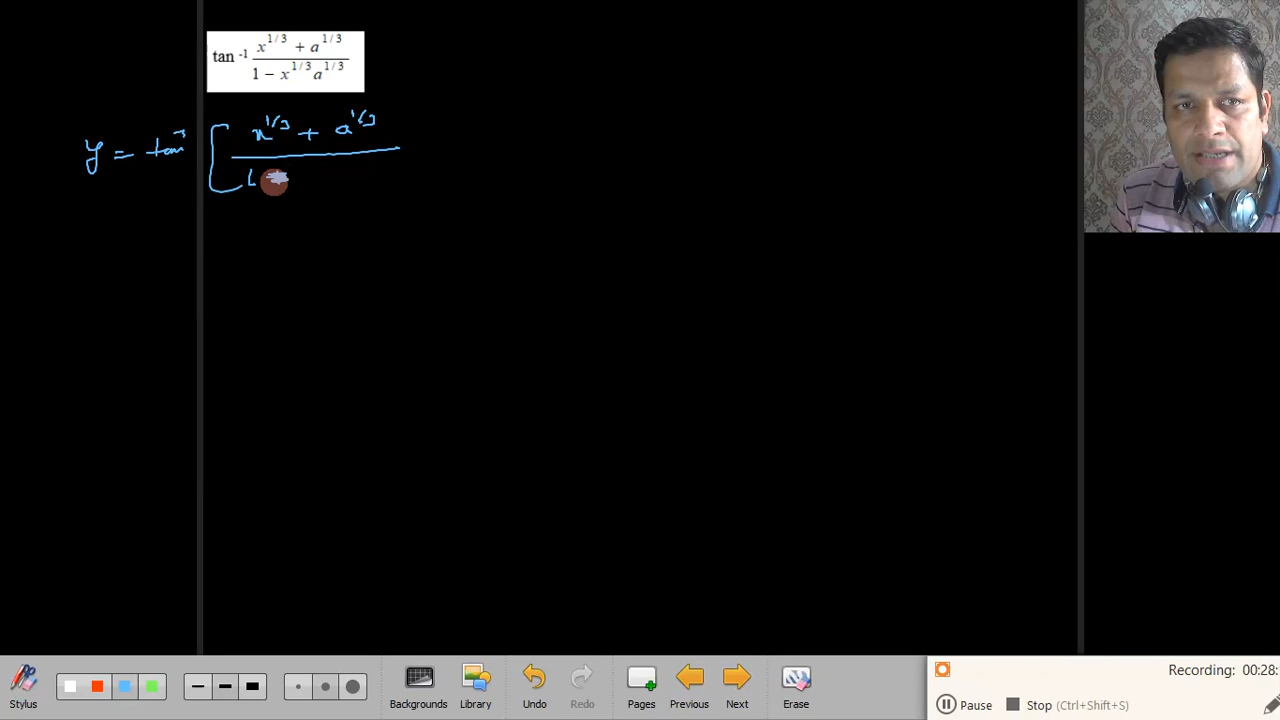 tan⁻¹ (x^1/3 + a^1/3) / (1 − x^1/3 a^1/3)
y = tan⁻¹ [ x^1/3 + a^1/3
Stylus
Backgrounds
Library
Undo
Redo
Pages
Previous
Next
Erase
Recording: 00:28:
Pause
Stop (Ctrl+Shift+S)